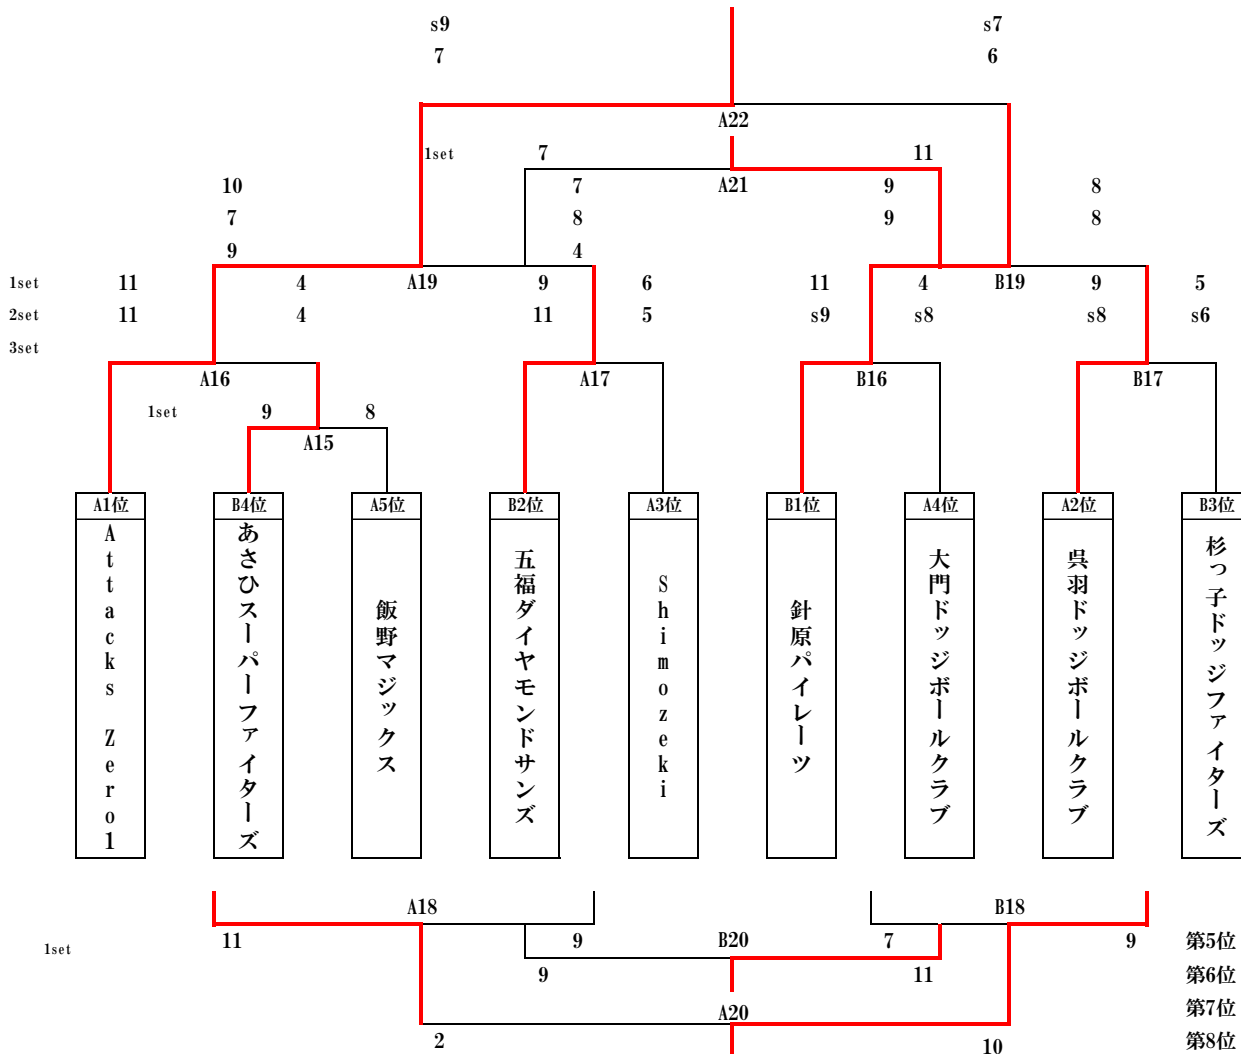 s9 s7
7 6
A22
1set 7 11
10 7 A21 9 8
7 8 9 8
9 4
1set 11 4 A19 9 6 11 4 B19 9 5
2set 11 4 11 5 s9 s8 s8 s6
3set
A16 A17 B16 B17
1set 9 8
A15
A1位 B4位 A5位 B2位 A3位 B1位 A4位 A2位 B3位
Attacks Zero1
あさひスーパーファイターズ
飯野マジックス
五福ダイヤモンドサンズ
Shimozeki
針原パイレーツ
大門ドッジボールクラブ
呉羽ドッジボールクラブ
杉っ子ドッジファイターズ
A18 B18
1set 11 9 B20 7 9 第5位
9 11 第6位
A20 第7位
2 10 第8位